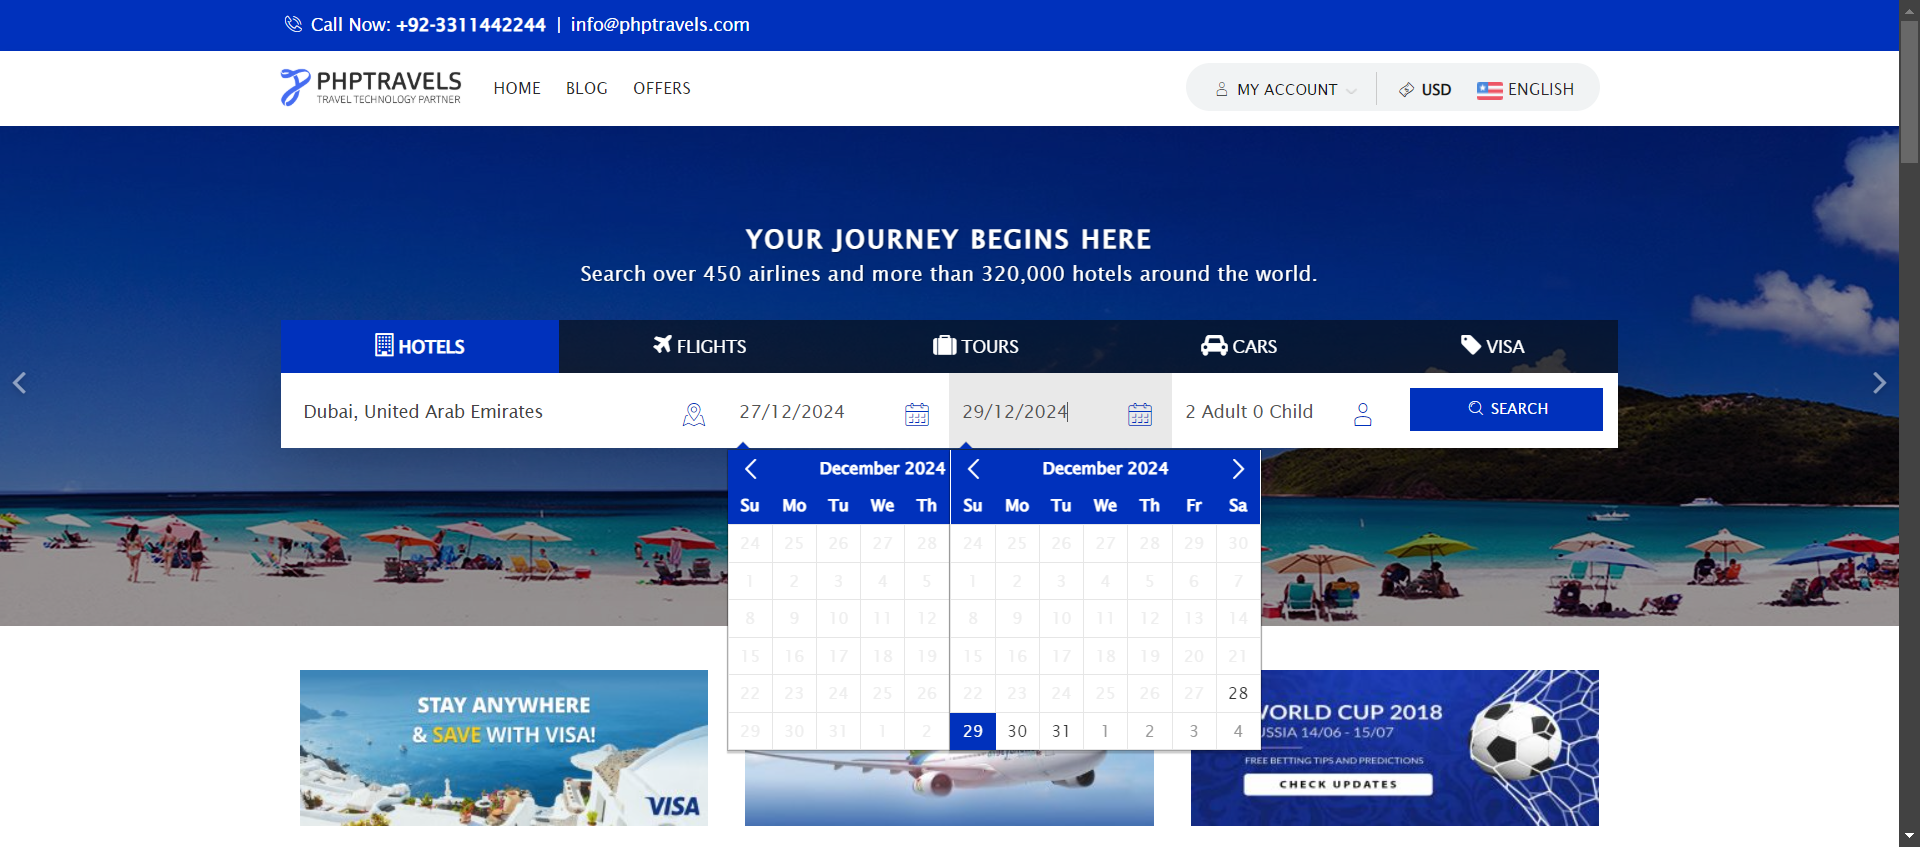 Call Now: +92-3311442244 | info@phptravels.com
PHPTRAVELS
TRAVEL TECHNOLOGY PARTNER
HOME BLOG OFFERS
MY ACCOUNT
USD
ENGLISH
YOUR JOURNEY BEGINS HERE
Search over 450 airlines and more than 320,000 hotels around the world.
HOTELS FLIGHTS TOURS CARS VISA
Dubai, United Arab Emirates
27/12/2024
29/12/2024
2 Adult 0 Child
SEARCH
December 2024
Su Mo Tu We Th
24 25 26 27 28
1 2 3 4 5
8 9 10 11 12
15 16 17 18 19
22 23 24 25 26
29 30 31 1 2
December 2024
Su Mo Tu We Th Fr Sa
24 25 26 27 28 29 30
1 2 3 4 5 6 7
8 9 10 11 12 13 14
15 16 17 18 19 20 21
22 23 24 25 26 27 28
29 30 31 1 2 3 4
STAY ANYWHERE
& SAVE WITH VISA!
VISA
WORLD CUP 2018
USSIA 14/06 - 15/07
FREE BETTING TIPS AND PREDICTIONS
CHECK UPDATES